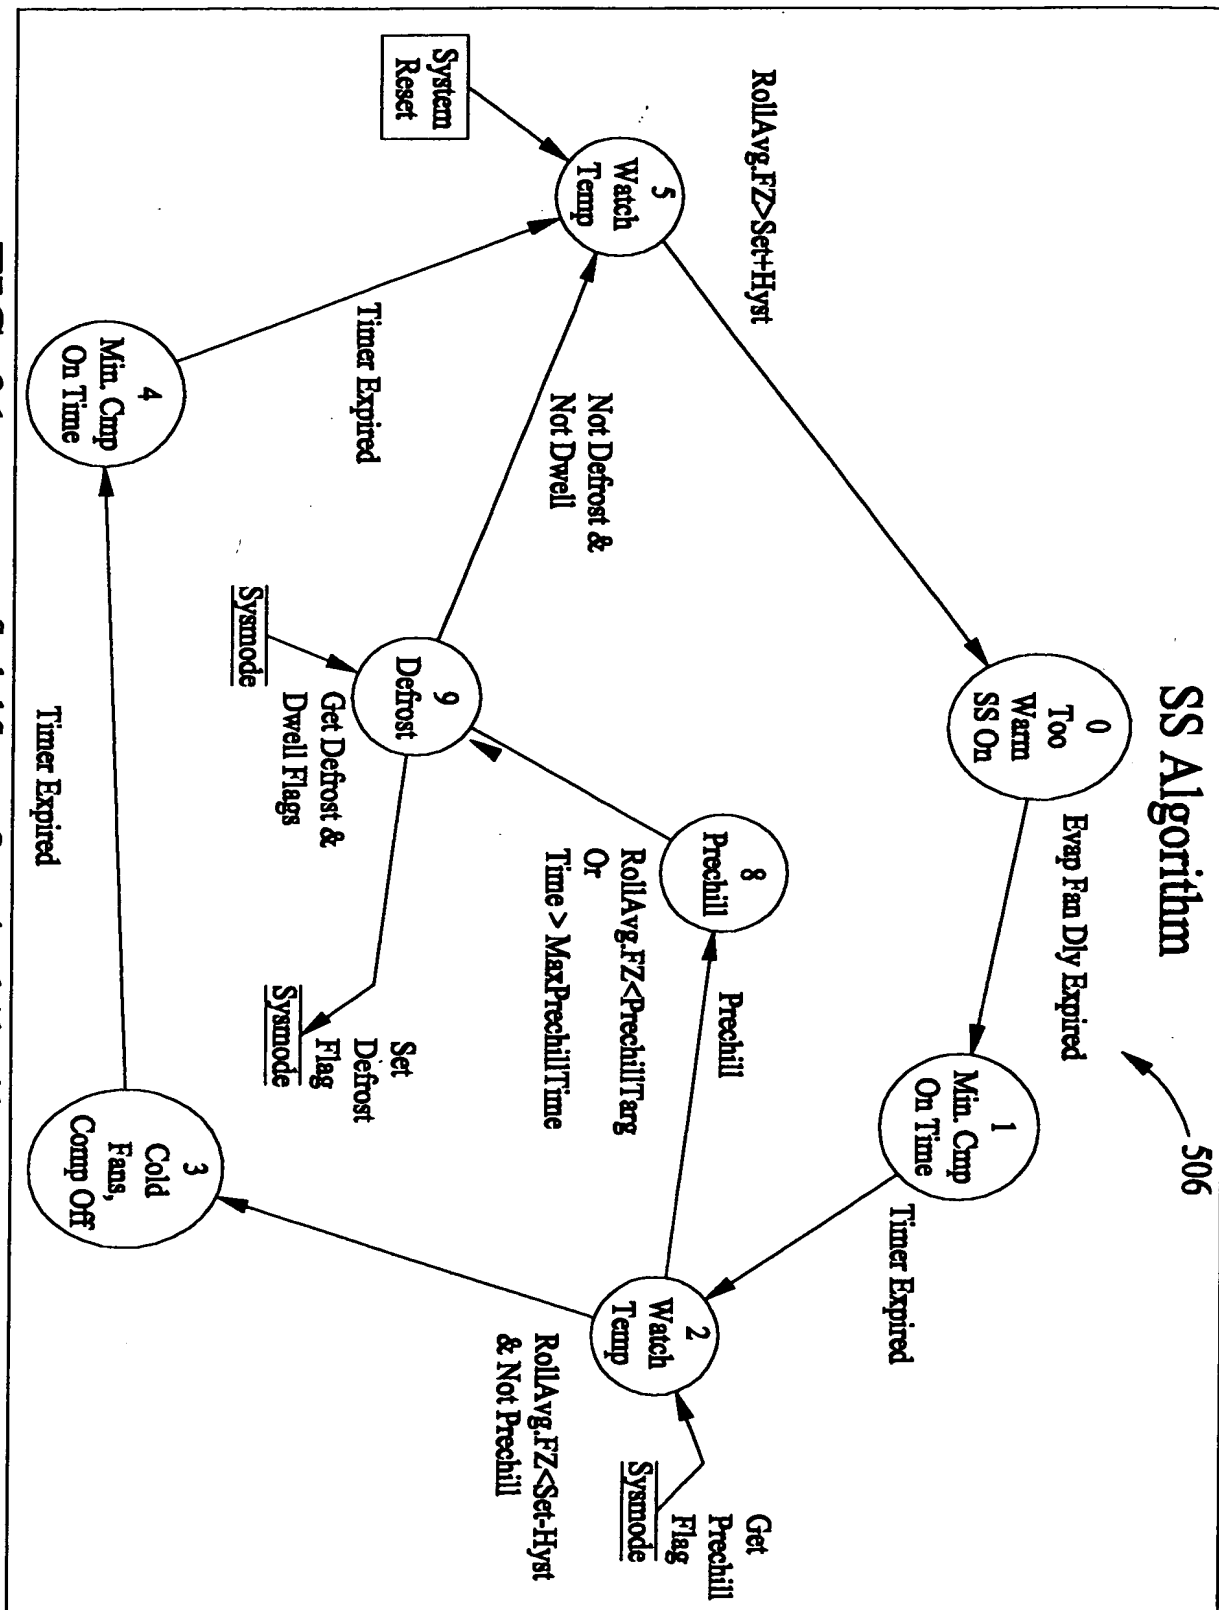 SS Algorithm
506
RollAvg.FZ>Set+Hyst
0
Too
Warm
SS On
Evap Fan Dly Expired
1
Min. Cmp
On Time
Timer Expired
System
Reset
5
Watch
Temp
8
Prechill
Prechill
2
Watch
Temp
Get
Prechill
Flag
Sysmode
Not Defrost &
Not Dwell
RollAvg.FZ<PrechillTarg
Or
Time > MaxPrechillTime
RollAvg.FZ<Set-Hyst
& Not Prechill
Timer Expired
9
Defrost
Sysmode
Get Defrost &
Dwell Flags
Set
Defrost
Flag
Sysmode
4
Min. Cmp
On Time
Timer Expired
3
Cold
Fans,
Comp Off